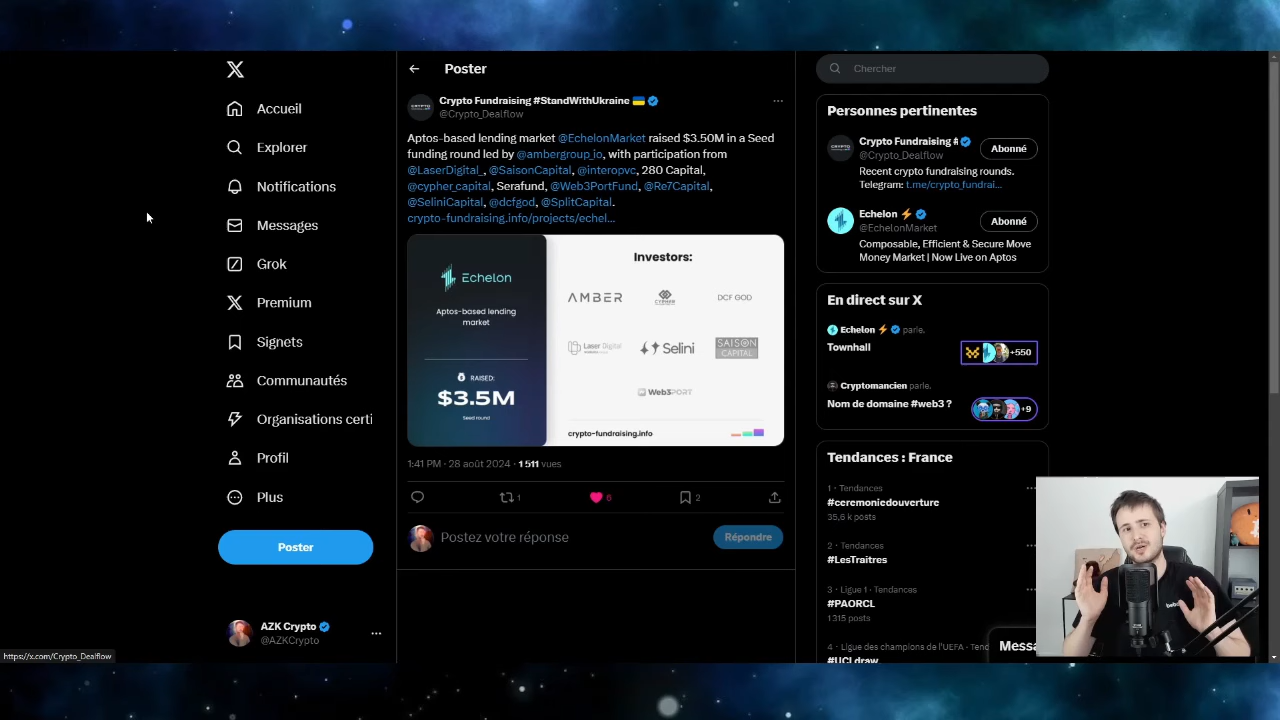 Accueil
Explorer
Notifications
Messages
Grok
Premium
Signets
Communautés
Organisations certi
Profil
Plus
Poster
AZK Crypto
@AZKCrypto
https://x.com/Crypto_Dealflow
Poster
Crypto Fundraising #StandWithUkraine
@Crypto_Dealflow
Aptos-based lending market @EchelonMarket raised $3.50M in a Seed
funding round led by @ambergroup_io, with participation from
@LaserDigital_, @SaisonCapital, @interopvc, 280 Capital,
@cypher_capital, Serafund, @Web3PortFund, @Re7Capital,
@SeliniCapital, @dcfgod, @SplitCapital.
crypto-fundraising.info/projects/echel...
Echelon
Aptos-based lending
market
RAISED:
$3.5M
Seed round
Investors:
AMBER
DCF GOD
Laser Digital
Selini
SAISON
CAPITAL
Web3PORT
crypto-fundraising.info
1:41 PM · 28 août 2024 · 1 511 vues
1
6
2
Postez votre réponse
Répondre
Chercher
Personnes pertinentes
Crypto Fundraising #
@Crypto_Dealflow
Abonné
Recent crypto fundraising rounds.
Telegram: t.me/crypto_fundrai...
Echelon
@EchelonMarket
Abonné
Composable, Efficient & Secure Move
Money Market | Now Live on Aptos
En direct sur X
Echelon parle.
Townhall
+550
Cryptomancien parle.
Nom de domaine #web3 ?
+9
Tendances : France
1 · Tendances
#ceremoniedouverture
35,6 k posts
2 · Tendances
#LesTraitres
3 · Ligue 1 · Tendances
#PAORCL
1 315 posts
4 · Ligue des champions de l'UEFA · Tend
#UCLdraw
Messa